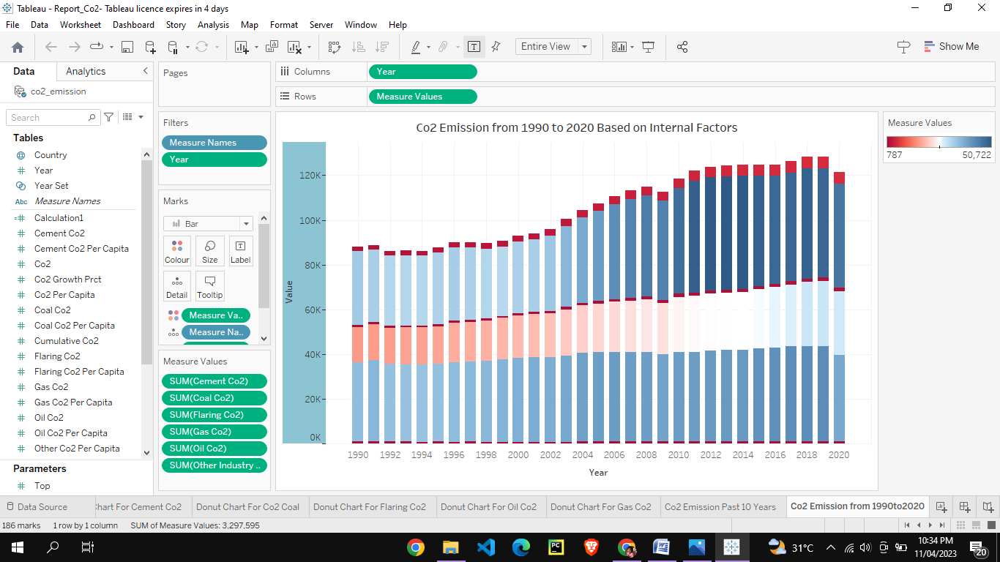 Tableau - Report_Co2- Tableau licence expires in 4 days
File Data Worksheet Dashboard Story Analysis Map Format Server Window Help
Entire View
Show Me
Data Analytics
co2_emission
Search
Tables
Country
Year
Year Set
Abc Measure Names
Calculation1
Cement Co2
Cement Co2 Per Capita
Co2
Co2 Growth Prct
Co2 Per Capita
Coal Co2
Coal Co2 Per Capita
Cumulative Co2
Flaring Co2
Flaring Co2 Per Capita
Gas Co2
Gas Co2 Per Capita
Oil Co2
Oil Co2 Per Capita
Other Co2 Per Capita
Parameters
Top
Pages
Filters
Measure Names
Year
Marks
Bar
Colour Size Label
Detail Tooltip
Measure Va..
Measure Na..
Measure Values
SUM(Cement Co2)
SUM(Coal Co2)
SUM(Flaring Co2)
SUM(Gas Co2)
SUM(Oil Co2)
SUM(Other Industry ..
Columns Year
Rows Measure Values
Co2 Emission from 1990 to 2020 Based on Internal Factors
120K
100K
80K
60K
40K
20K
0K
Value
1990 1992 1994 1996 1998 2000 2002 2004 2006 2008 2010 2012 2014 2016 2018 2020
Year
Measure Values
787 50,722
Data Source hart For Cement Co2 Donut Chart For Co2 Coal Donut Chart For Flaring Co2 Donut Chart For Oil Co2 Donut Chart For Gas Co2 Co2 Emission Past 10 Years Co2 Emission from 1990to2020
186 marks 1 row by 1 column SUM of Measure Values: 3,297,595
31°C
10:34 PM
11/04/2023
20